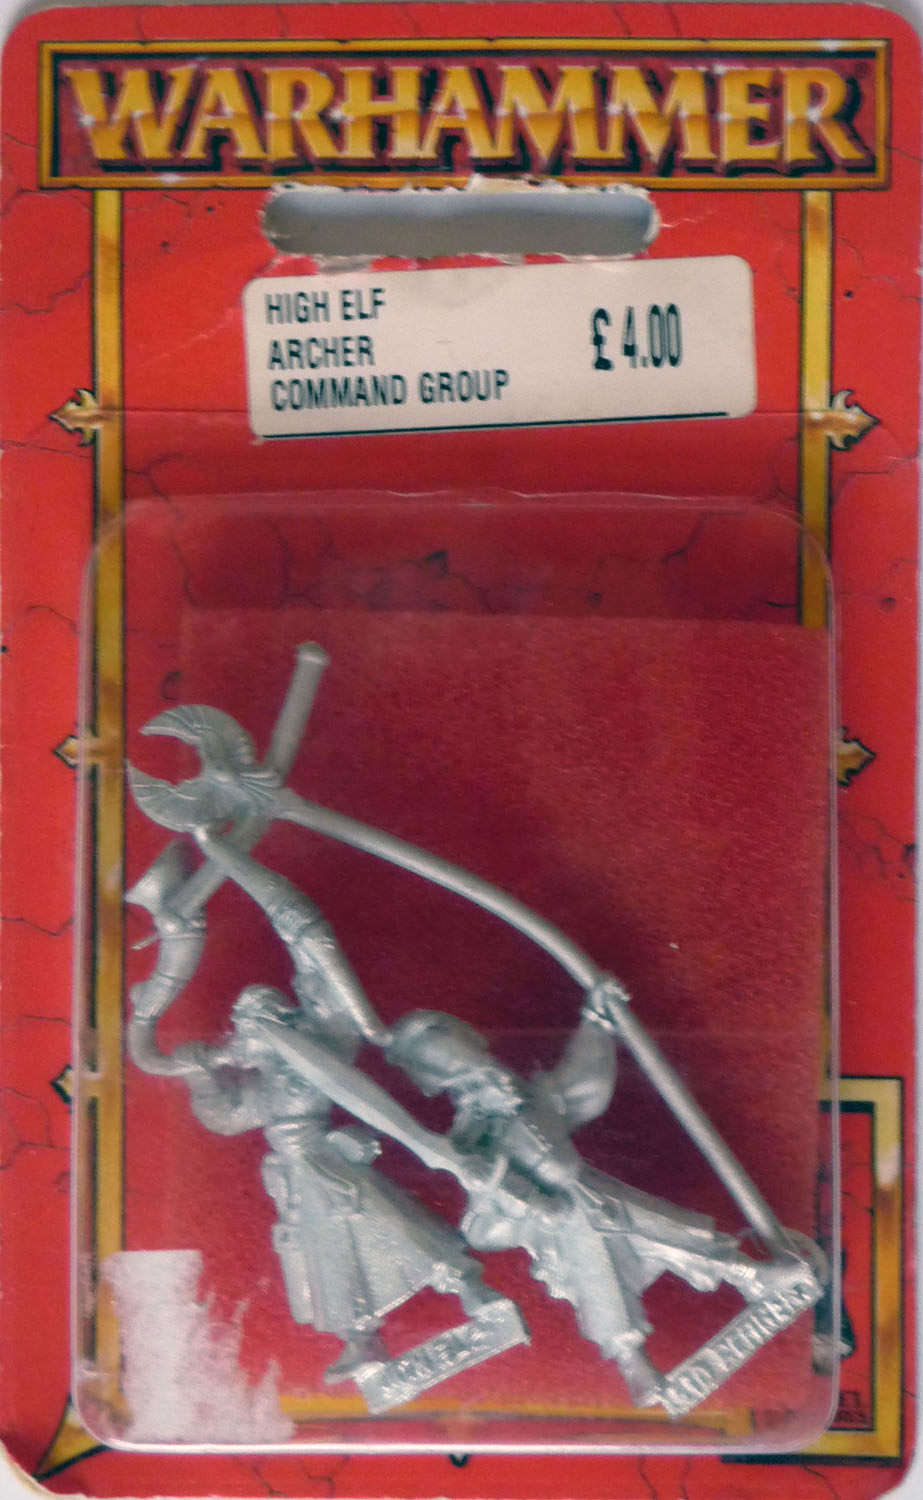 WARHAMMER®
HIGH ELF
ARCHER
COMMAND GROUP
£4.00